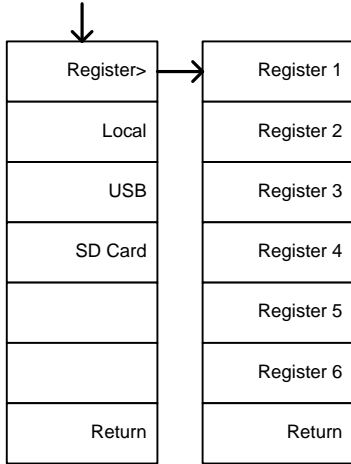 Register>
Local
USB
SD Card
Return
Register 1
Register 2
Register 3
Register 4
Register 5
Register 6
Return